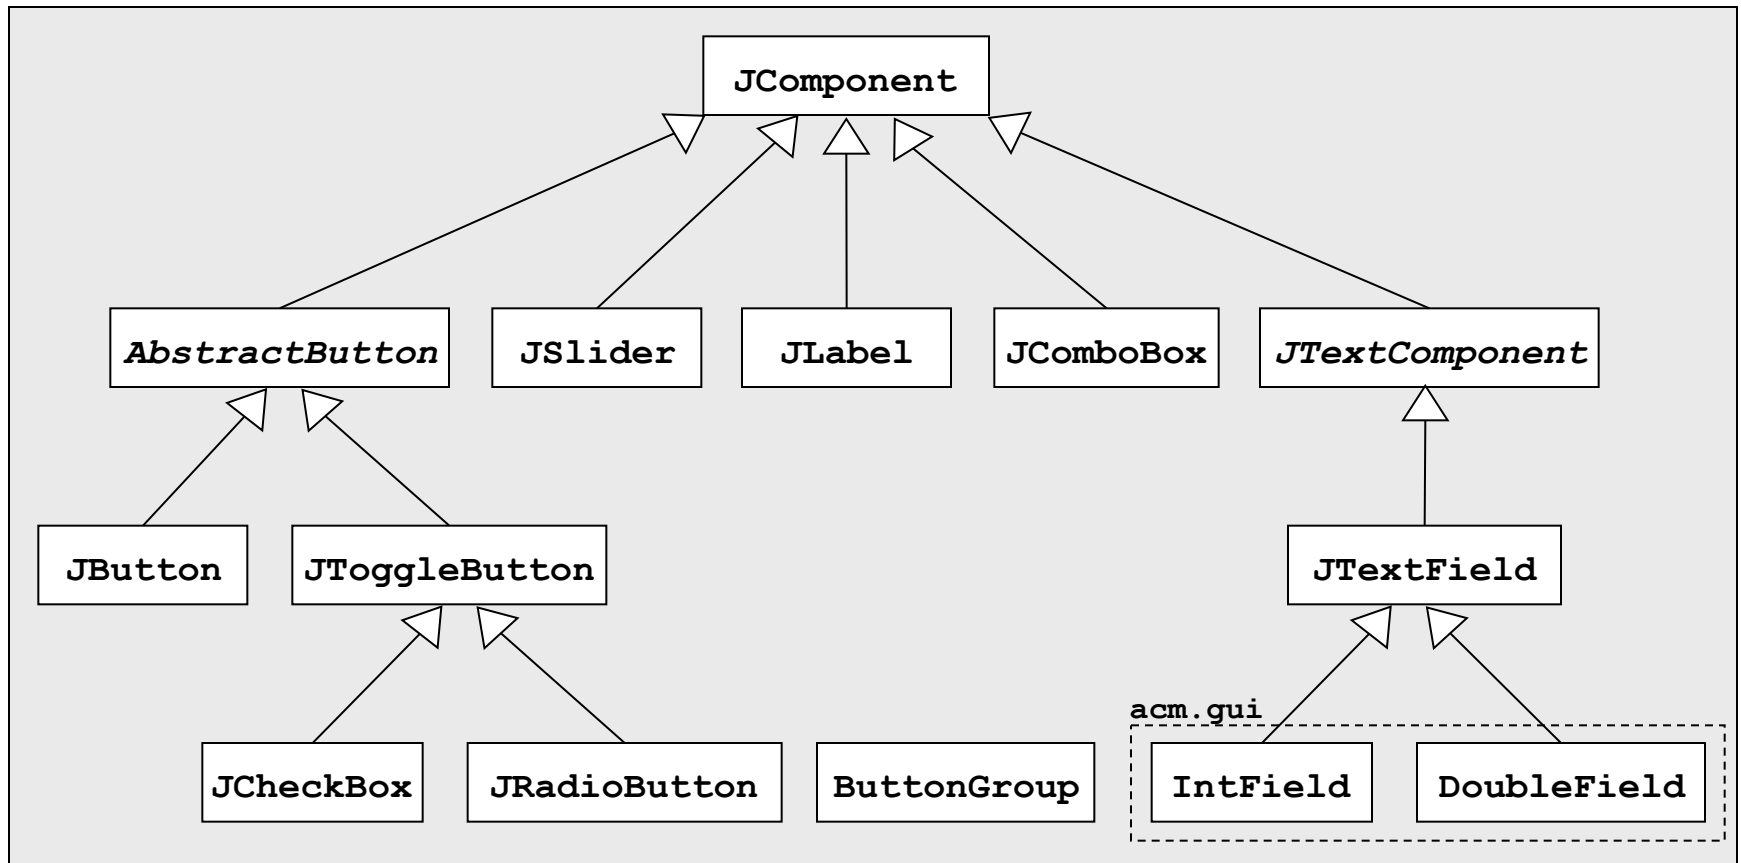 JComponent
AbstractButton
JSlider
JLabel
JComboBox
JTextComponent
JButton
JToggleButton
JTextField
acm.gui
JCheckBox
JRadioButton
ButtonGroup
IntField
DoubleField